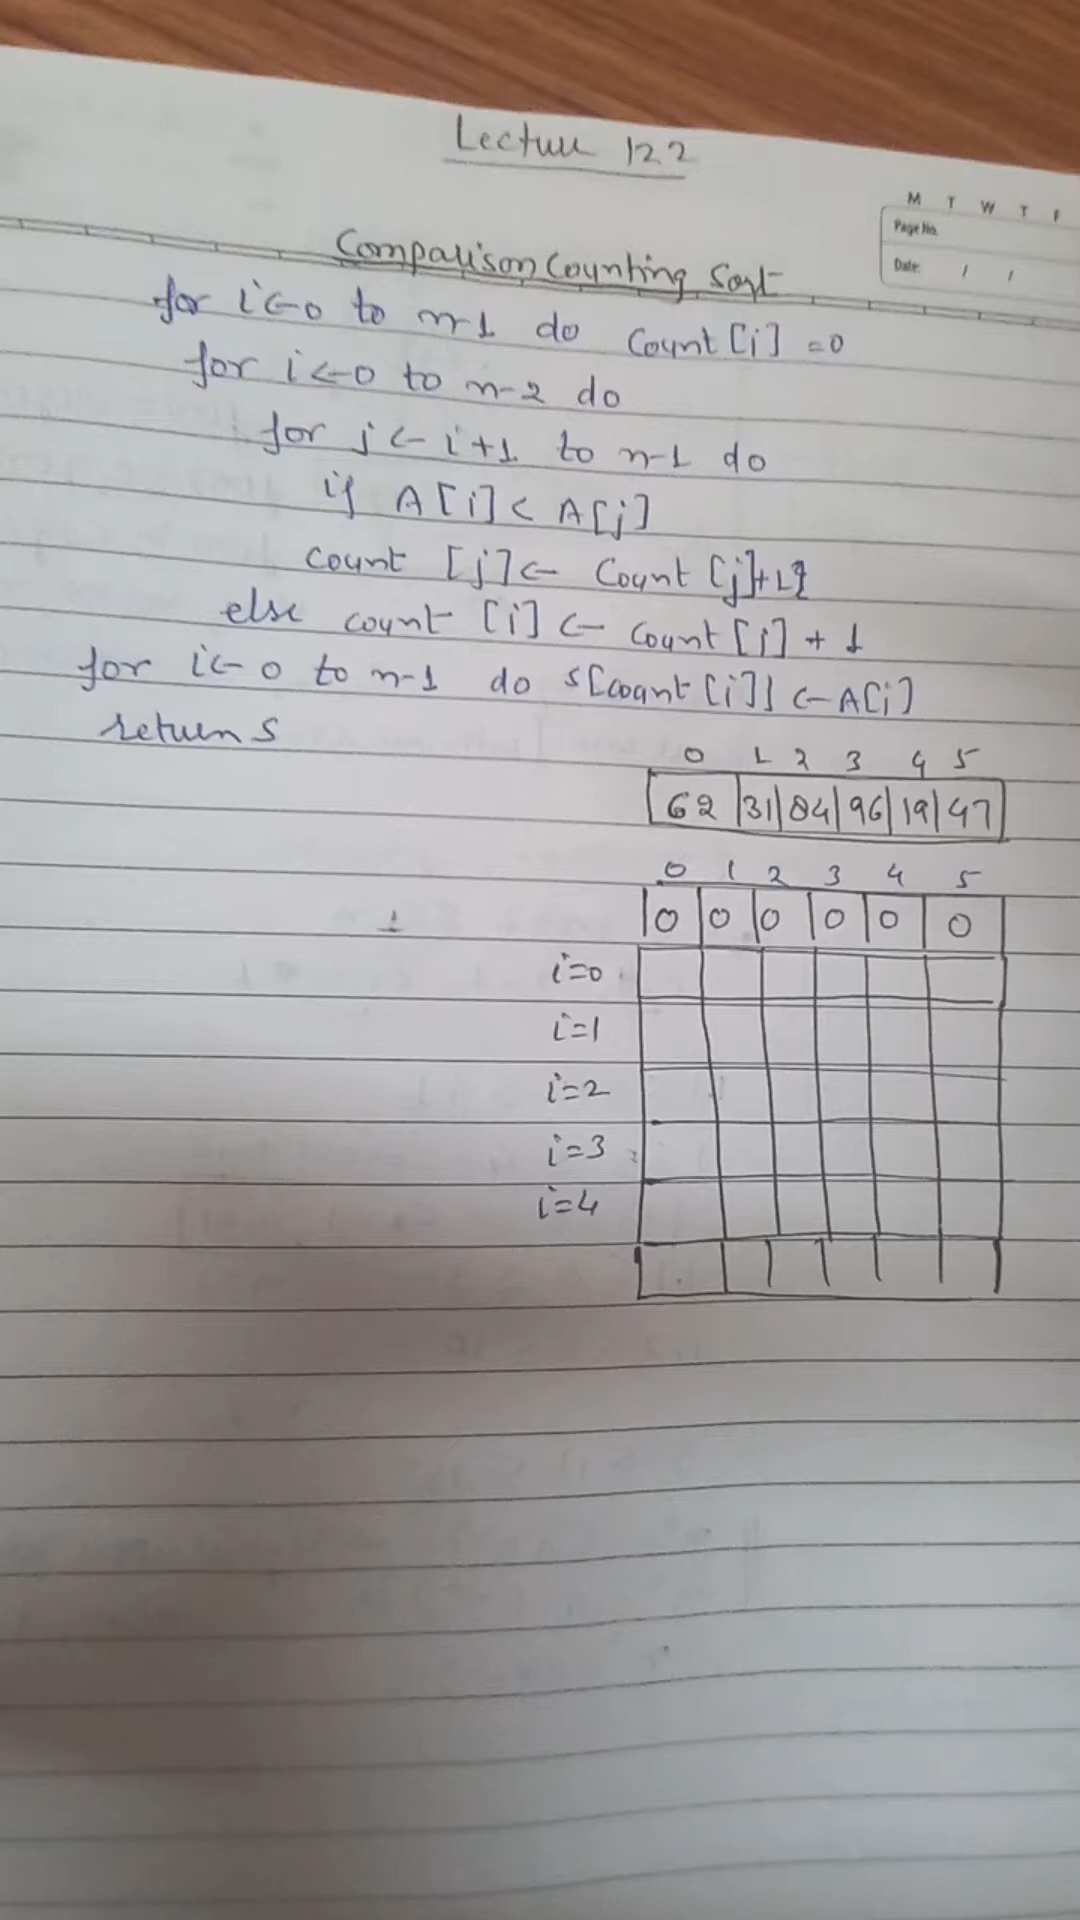 Lecture 122
M T W T F
Page No.
Date: / /
Comparison Counting Sort
for i<-0 to n-1 do Count [i] =0
for i<-0 to n-2 do
for j<- i+1 to n-1 do
if A[i]< A[j]
count [j]<- Count [j]+1
else count [i] <- count [i] + 1
for i<-0 to n-1 do S[count [i]] <-A[i]
return S
0 1 2 3 4 5
62 31 84 96 19 47
0 1 2 3 4 5
0 0 0 0 0 0
i=0
i=1
i=2
i=3
i=4